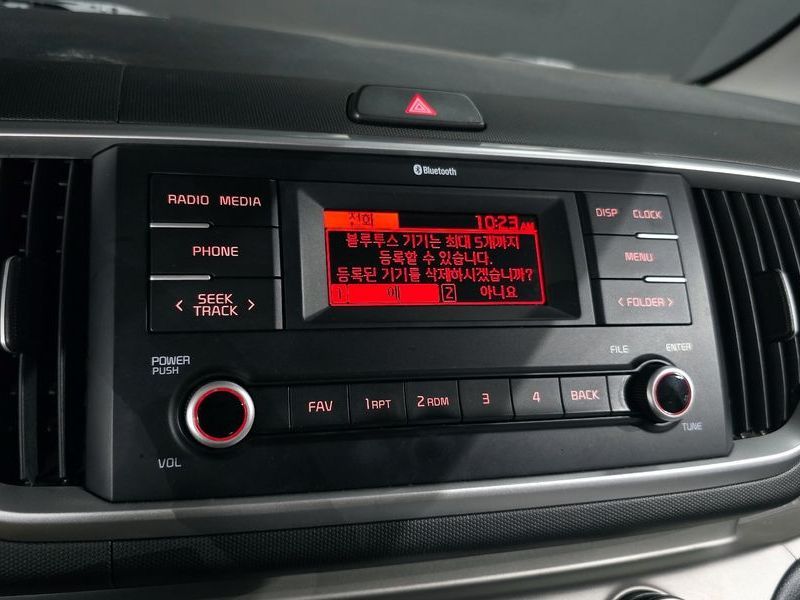 Bluetooth
RADIO MEDIA
PHONE
< SEEK TRACK >
전화 10:23 AM
블루투스 기기는 최대 5개까지
등록할 수 있습니다.
등록된 기기를 삭제하시겠습니까?
1 예 2 아니요
DISP CLOCK
MENU
< FOLDER >
POWER
PUSH
VOL
FAV 1 RPT 2 RDM 3 4 BACK
FILE ENTER
TUNE